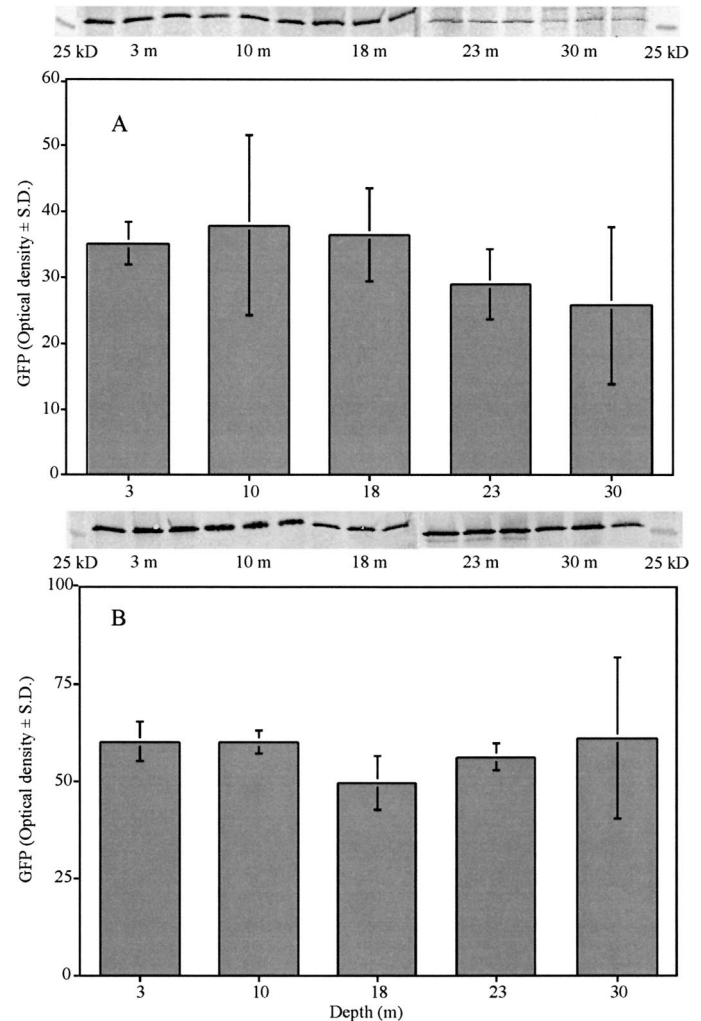 25 kD 3 m 10 m 18 m 23 m 30 m 25 kD
60
A
50
40
30
20
10
0
GFP (Optical density ± S.D.)
3 10 18 23 30
25 kD 3 m 10 m 18 m 23 m 30 m 25 kD
100
B
75
50
25
0
GFP (Optical density ± S.D.)
3 10 18 23 30
Depth (m)